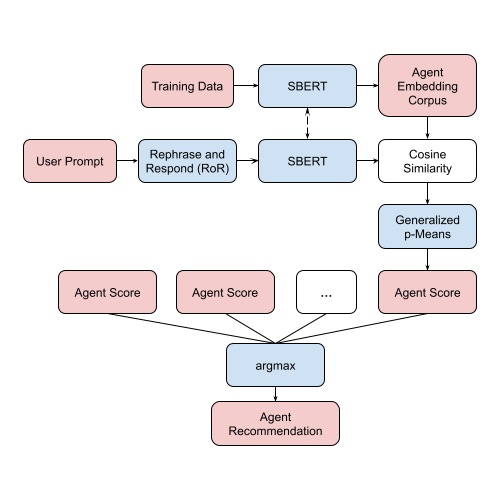 Training Data
SBERT
Agent
Embedding
Corpus
User Prompt
Rephrase and
Respond (RoR)
SBERT
Cosine
Similarity
Generalized
p-Means
Agent Score
Agent Score
...
Agent Score
argmax
Agent
Recommendation